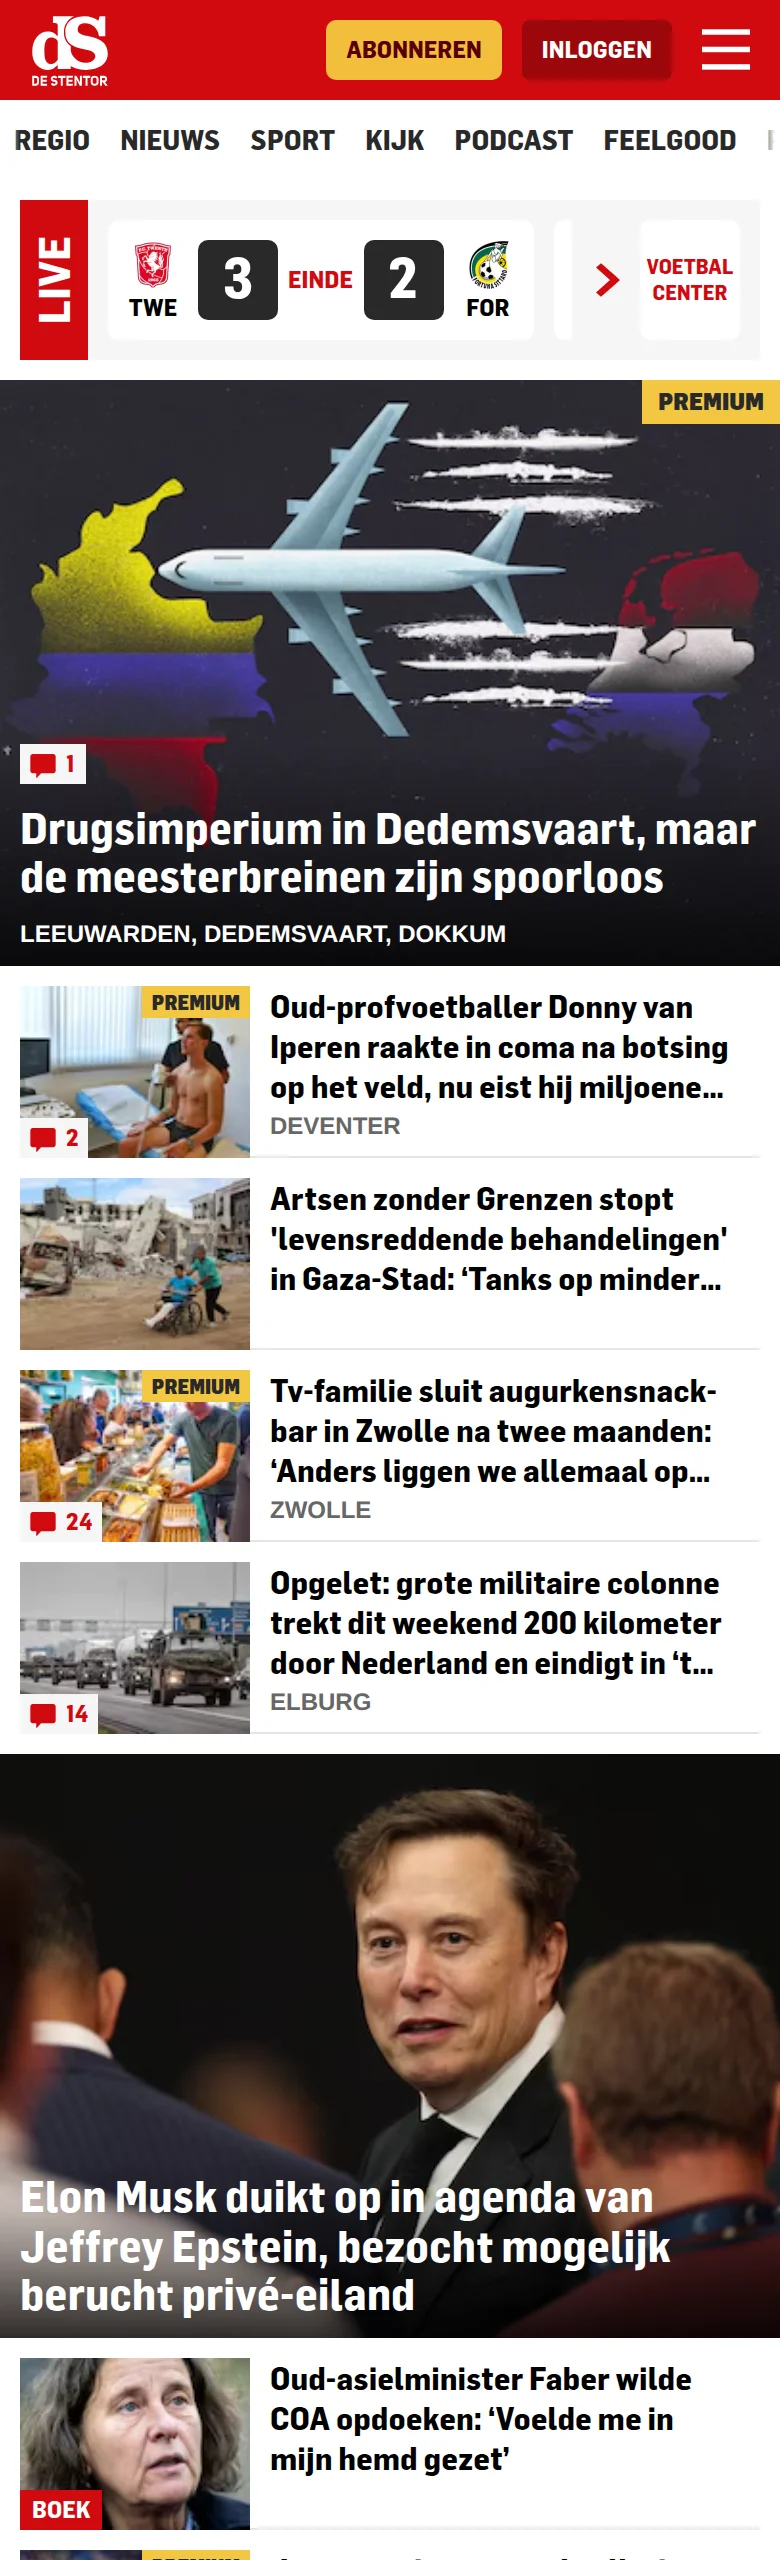 dS
DE STENTOR
ABONNEREN
INLOGGEN
REGIO NIEUWS SPORT KIJK PODCAST FEELGOOD
LIVE
TWE
3
EINDE
2
FOR
VOETBAL
CENTER
PREMIUM
1
Drugsimperium in Dedemsvaart, maar
de meesterbreinen zijn spoorloos
LEEUWARDEN, DEDEMSVAART, DOKKUM
PREMIUM
2
Oud-profvoetballer Donny van
Iperen raakte in coma na botsing
op het veld, nu eist hij miljoene...
DEVENTER
Artsen zonder Grenzen stopt
'levensreddende behandelingen'
in Gaza-Stad: ‘Tanks op minder...
PREMIUM
24
Tv-familie sluit augurkensnack-
bar in Zwolle na twee maanden:
‘Anders liggen we allemaal op...
ZWOLLE
14
Opgelet: grote militaire colonne
trekt dit weekend 200 kilometer
door Nederland en eindigt in ‘t...
ELBURG
Elon Musk duikt op in agenda van
Jeffrey Epstein, bezocht mogelijk
berucht privé-eiland
BOEK
Oud-asielminister Faber wilde
COA opdoeken: ‘Voelde me in
mijn hemd gezet’